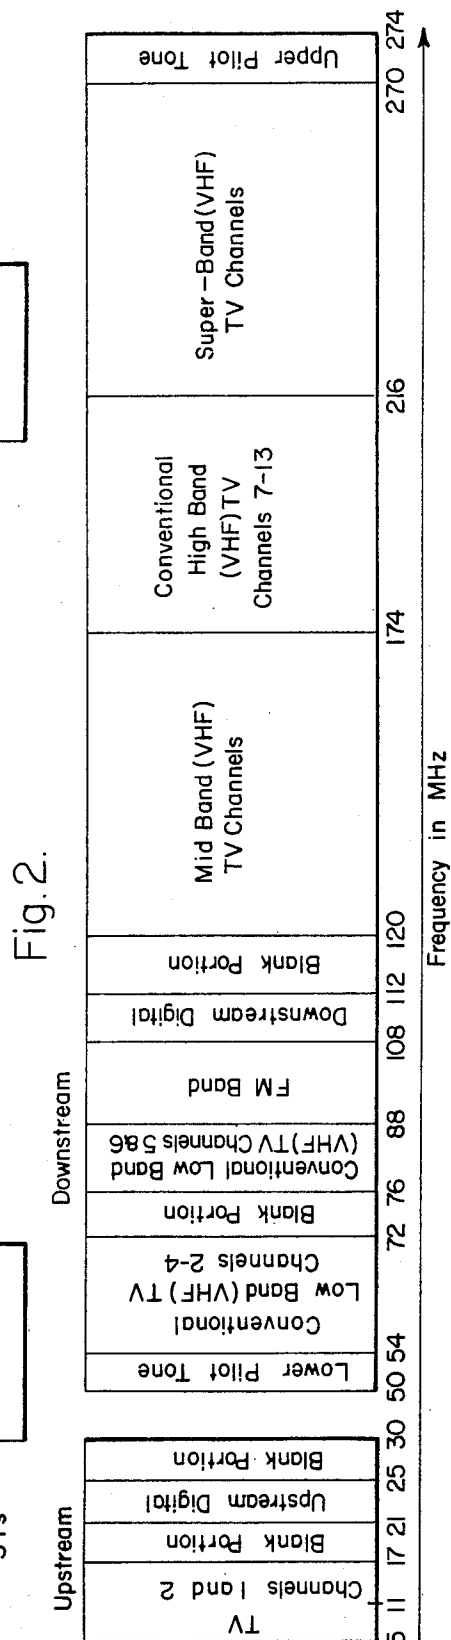 Fig. 2.
Upstream
Downstream
TV
Channels 1 and 2
Blank Portion
Upstream Digital
Blank Portion
Lower Pilot Tone
Conventional
Low Band (VHF) TV
Channels 2-4
Blank Portion
Conventional Low Band
(VHF) TV Channels 5&6
FM Band
Downstream Digital
Blank Portion
Mid Band (VHF)
TV Channels
Conventional
High Band
(VHF) TV
Channels 7-13
Super-Band (VHF)
TV Channels
Upper Pilot Tone
11 17 21 25 30 50 54 72 76 88 108 112 120 174 216 270 274
Frequency in MHz